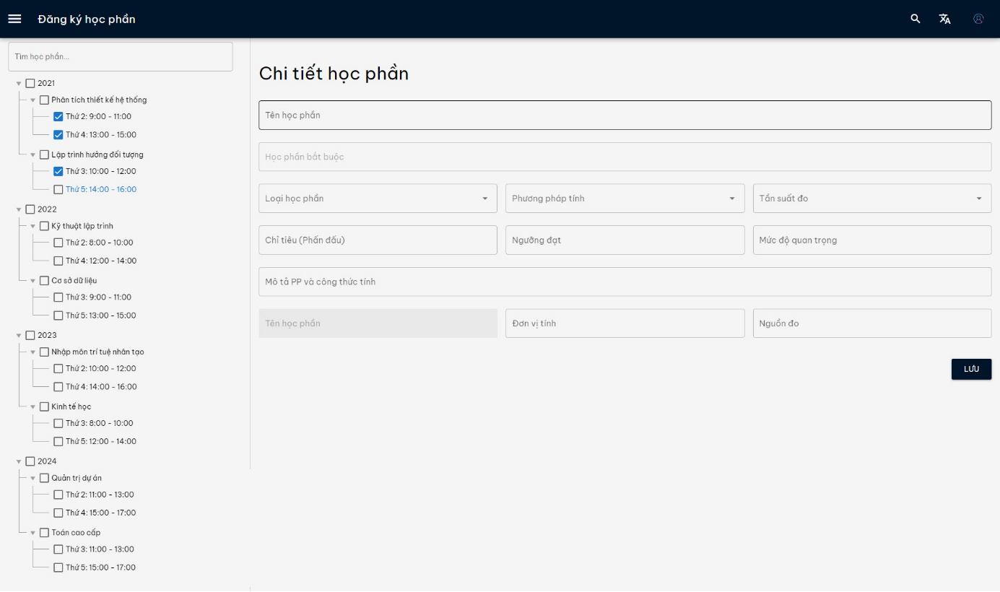 Đăng ký học phần
Tìm học phần...
2021
Phân tích thiết kế hệ thống
Thứ 2: 9:00 - 11:00
Thứ 4: 13:00 - 15:00
Lập trình hướng đối tượng
Thứ 3: 10:00 - 12:00
Thứ 5: 14:00 - 16:00
2022
Kỹ thuật lập trình
Thứ 2: 8:00 - 10:00
Thứ 4: 12:00 - 14:00
Cơ sở dữ liệu
Thứ 3: 9:00 - 11:00
Thứ 5: 13:00 - 15:00
2023
Nhập môn trí tuệ nhân tạo
Thứ 2: 10:00 - 12:00
Thứ 4: 14:00 - 16:00
Kinh tế học
Thứ 3: 8:00 - 10:00
Thứ 5: 12:00 - 14:00
2024
Quản trị dự án
Thứ 2: 11:00 - 13:00
Thứ 4: 15:00 - 17:00
Toán cao cấp
Thứ 3: 11:00 - 13:00
Thứ 5: 15:00 - 17:00
Chi tiết học phần
Tên học phần
Học phần bắt buộc
Loại học phần Phương pháp tính Tần suất đo
Chỉ tiêu (Phấn đấu) Ngưỡng đạt Mức độ quan trọng
Mô tả PP và công thức tính
Tên học phần Đơn vị tính Nguồn đo
LƯU